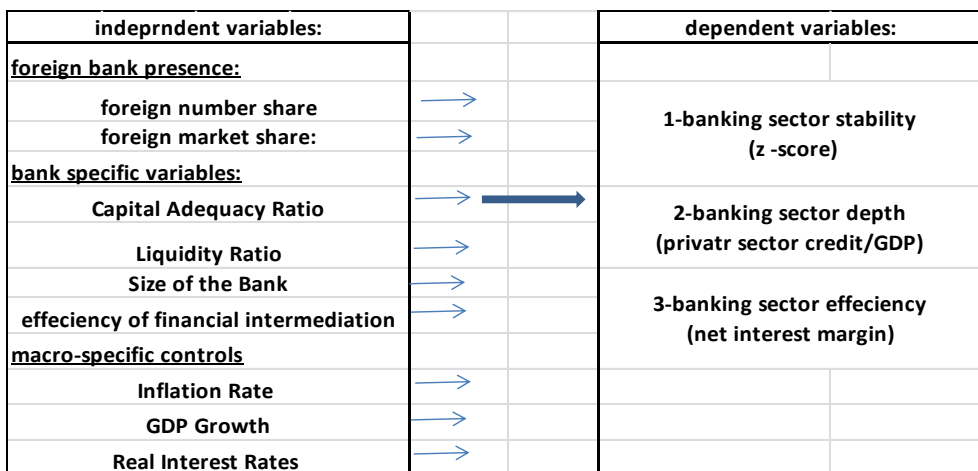 indeprndent variables:
dependent variables:
foreign bank presence:
foreign number share
foreign market share:
1-banking sector stability
(z -score)
bank specific variables:
Capital Adequacy Ratio
2-banking sector depth
(privatr sector credit/GDP)
Liquidity Ratio
Size of the Bank
3-banking sector effeciency
(net interest margin)
effeciency of financial intermediation
macro-specific controls
Inflation Rate
GDP Growth
Real Interest Rates